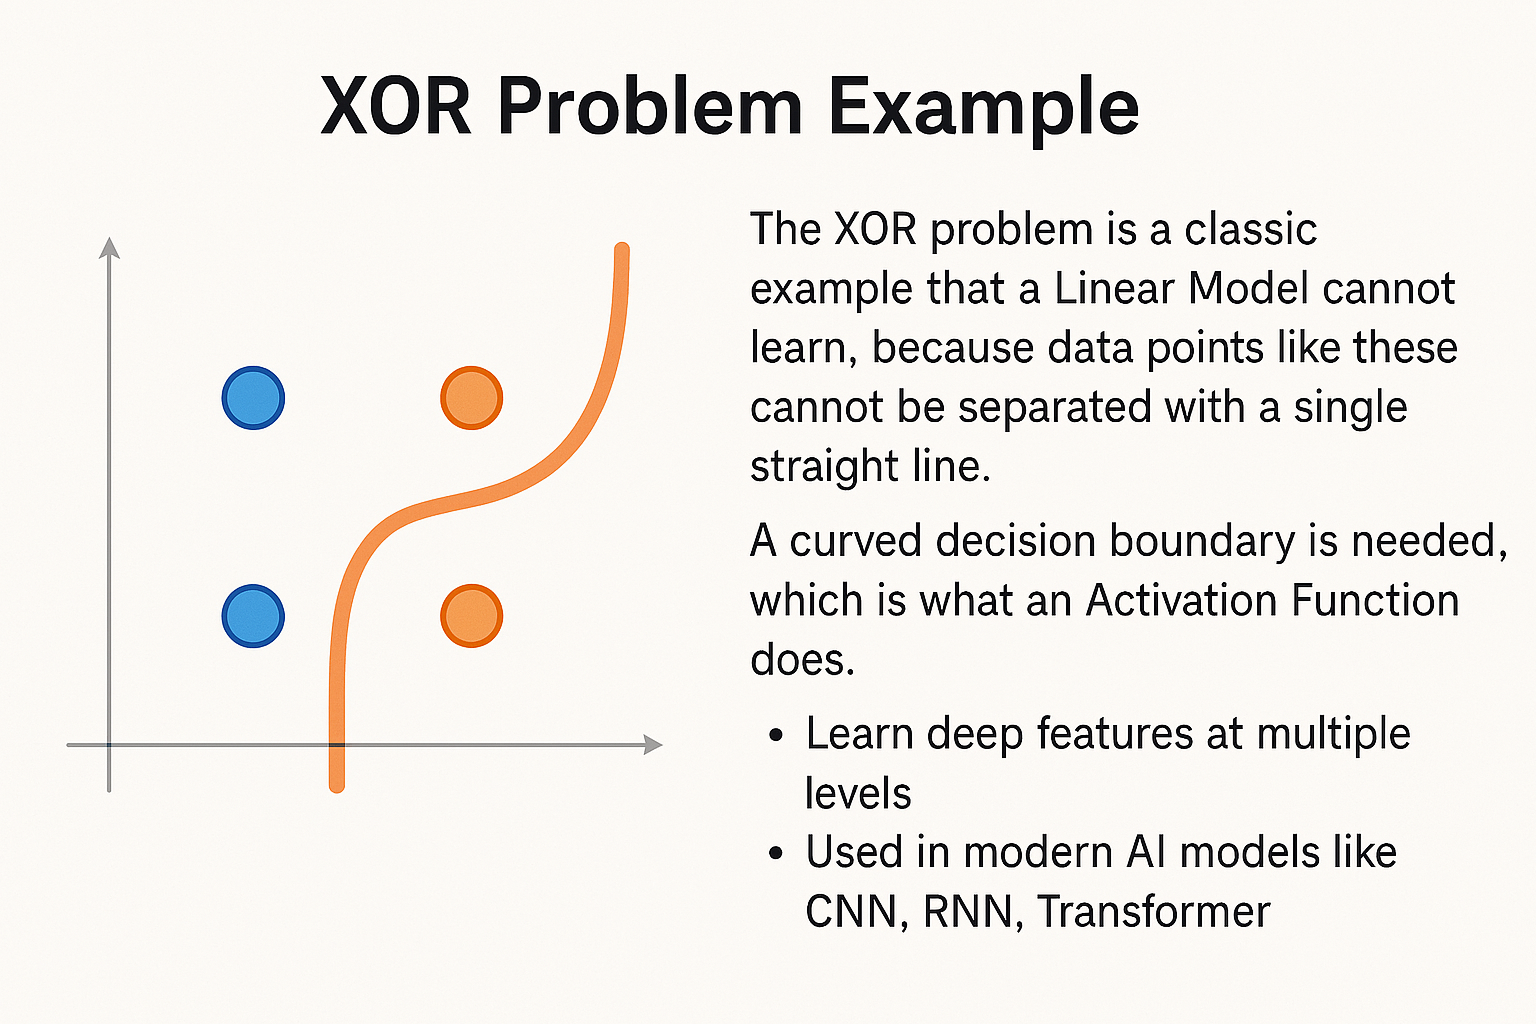 XOR Problem Example
The XOR problem is a classic
example that a Linear Model cannot
learn, because data points like these
cannot be separated with a single
straight line.
A curved decision boundary is needed,
which is what an Activation Function
does.
• Learn deep features at multiple
levels
• Used in modern AI models like
CNN, RNN, Transformer